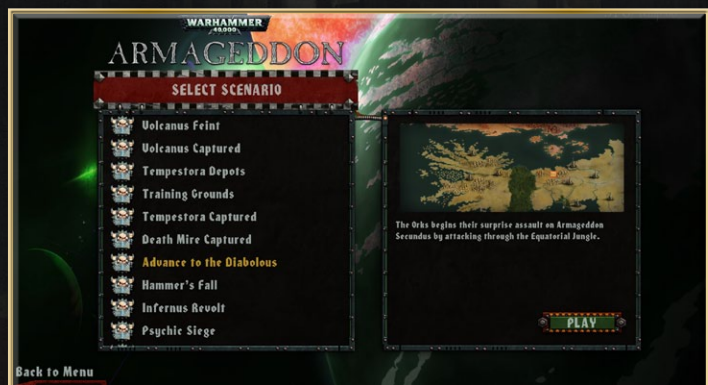 WARHAMMER
40,000
ARMAGEDDON
SELECT SCENARIO
Volcanus Feint
Volcanus Captured
Tempestora Depots
Training Grounds
Tempestora Captured
Death Mire Captured
Advance to the Diabolous
Hammer's Fall
Infernus Revolt
Psychic Siege
The Orks begins their surprise assault on Armageddon
Secundus by attacking through the Equatorial Jungle.
PLAY
Back to Menu